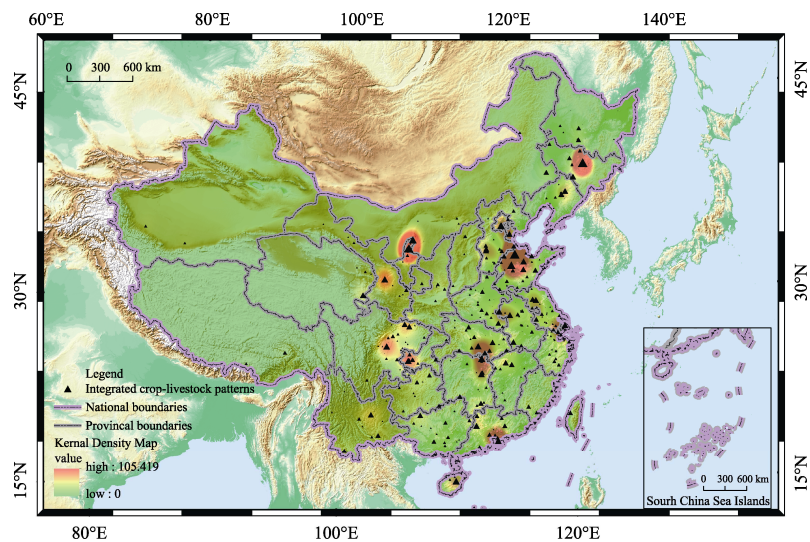 60°E 80°E 100°E 120°E 140°E
0 300 600 km
45°N 45°N
30°N 30°N
15°N 15°N
Legend
Integrated crop-livestock patterns
National boundaries
Provincal boundaries
Kernal Density Map
value
high : 105.419
low : 0
0 300 600 km
Sourh China Sea Islands
80°E 100°E 120°E